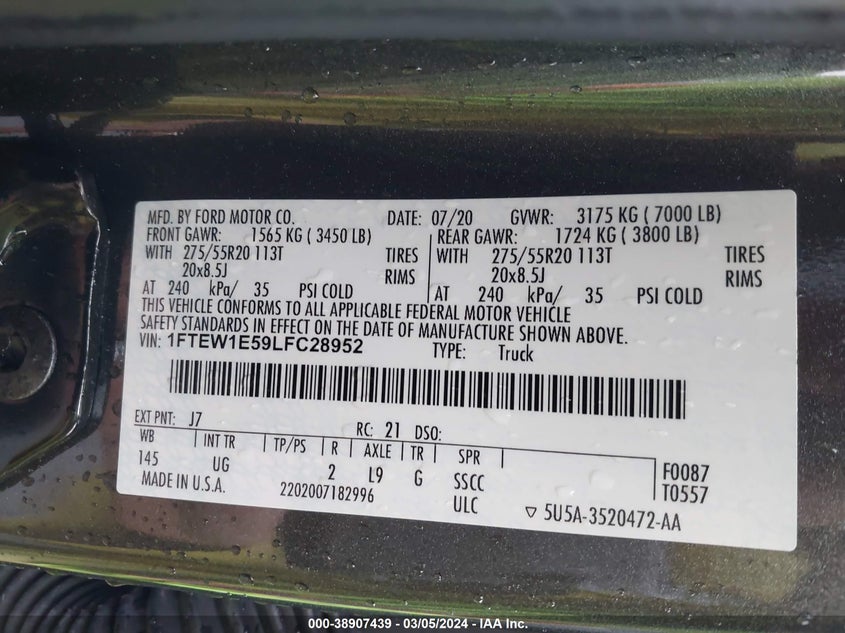 MFD. BY FORD MOTOR CO. DATE: 07/20 GVWR: 3175 KG ( 7000 LB)
FRONT GAWR: 1565 KG ( 3450 LB) REAR GAWR: 1724 KG ( 3800 LB)
WITH 275/55R20 113T TIRES WITH 275/55R20 113T TIRES
20x8.5J RIMS 20x8.5J RIMS
AT 240 kPa/ 35 PSI COLD AT 240 kPa/ 35 PSI COLD
THIS VEHICLE CONFORMS TO ALL APPLICABLE FEDERAL MOTOR VEHICLE
SAFETY STANDARDS IN EFFECT ON THE DATE OF MANUFACTURE SHOWN ABOVE.
VIN: 1FTEW1E59LFC28952 TYPE: Truck
EXT PNT: J7 RC: 21 DSO:
WB INT TR TP/PS R AXLE TR SPR
145 UG 2 L9 G SSCC F0087
MADE IN U.S.A. 2202007182996 ULC T0557
▽ 5U5A-3520472-AA
000-38907439 - 03/05/2024 - IAA Inc.